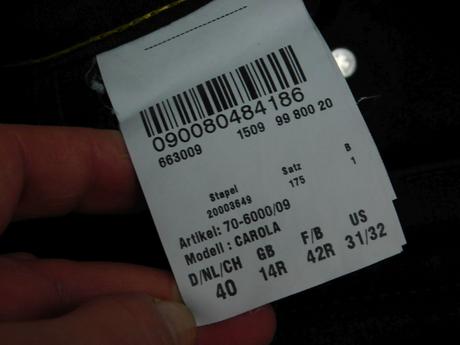 090080484186
663009 1509 99 800 20
Stapel Satz B
20003649 175 1
Artikel: 70-6000/09
Modell : CAROLA
D/NL/CH GB F/B US
40 14R 42R 31/32